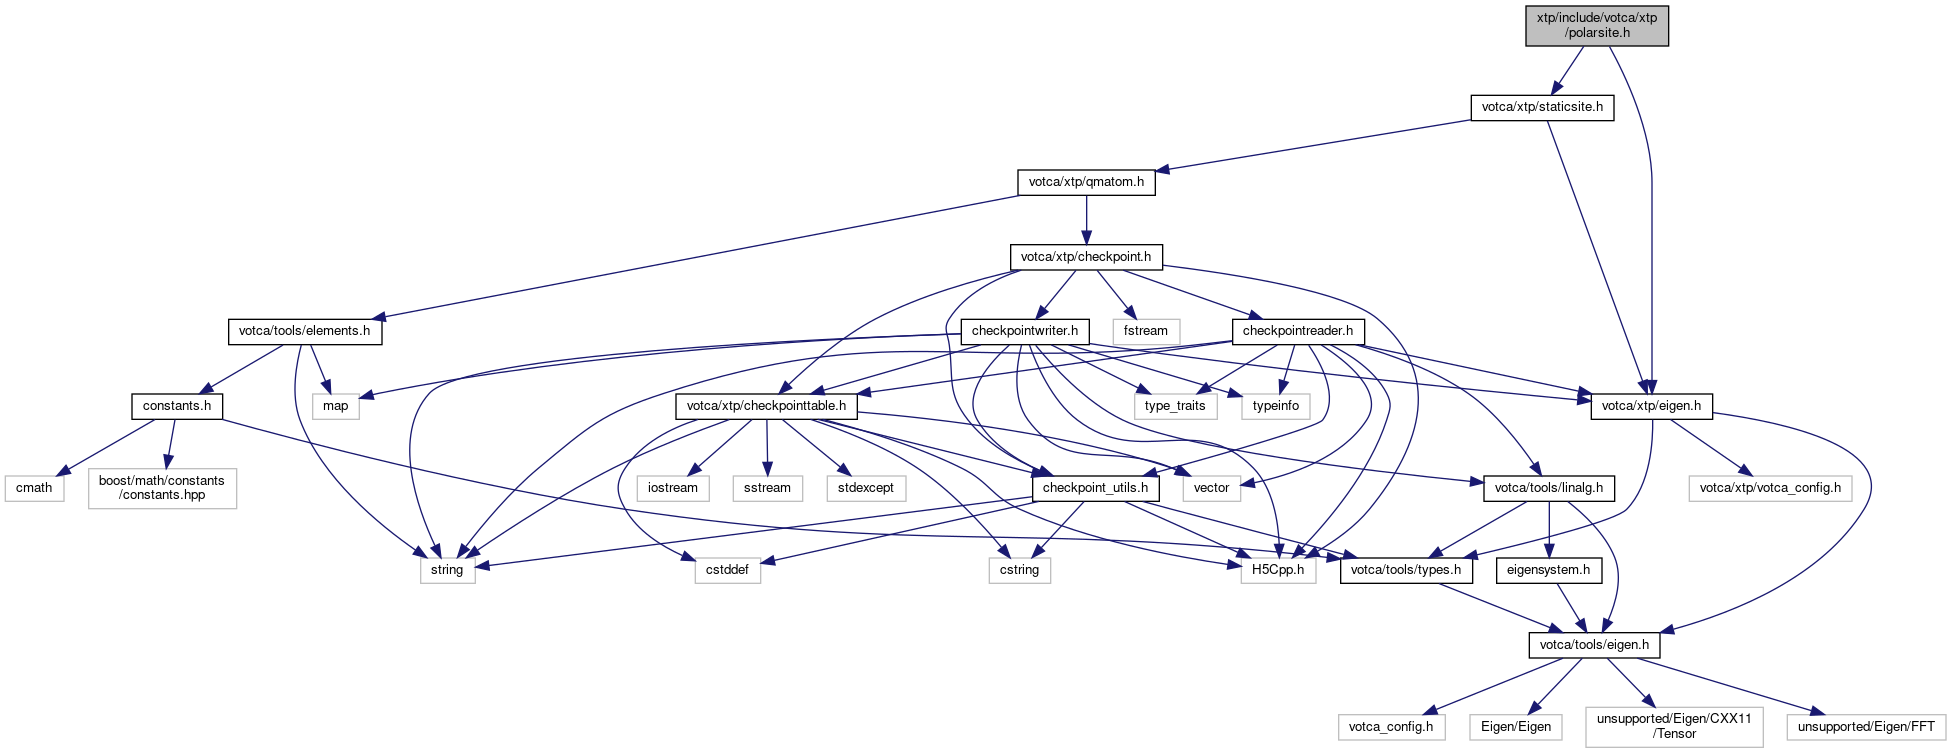 xtp/include/votca/xtp
/polarsite.h
votca/xtp/staticsite.h
votca/xtp/qmatom.h
votca/xtp/checkpoint.h
votca/tools/elements.h
checkpointwriter.h
fstream
checkpointreader.h
constants.h
map
votca/xtp/checkpointtable.h
type_traits
typeinfo
votca/xtp/eigen.h
cmath
boost/math/constants
/constants.hpp
iostream
sstream
stdexcept
checkpoint_utils.h
vector
votca/tools/linalg.h
votca/xtp/votca_config.h
string
cstddef
cstring
H5Cpp.h
votca/tools/types.h
eigensystem.h
votca/tools/eigen.h
votca_config.h
Eigen/Eigen
unsupported/Eigen/CXX11
/Tensor
unsupported/Eigen/FFT